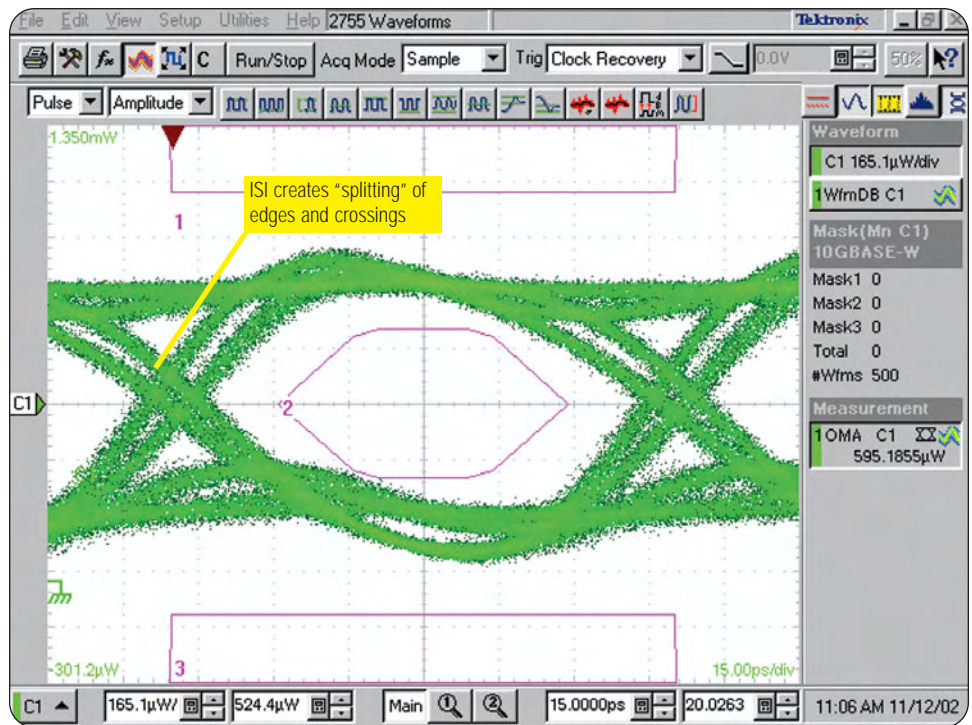 File Edit View Setup Utilities Help 2755 Waveforms Tektronix
Run/Stop Acq Mode Sample Trig Clock Recovery 0.0V 50%
Pulse Amplitude
1.350mW
ISI creates “splitting” of
edges and crossings
1
2
3
C1
-301.2µW
15.00ps/div
Waveform
C1 165.1µW/div
1WfmDB C1
Mask(Mn C1)
10GBASE-W
Mask1 0
Mask2 0
Mask3 0
Total 0
#Wfms 500
Measurement
1OMA C1
595.1855µW
C1 165.1µW/ 524.4µW Main 15.0000ps 20.0263 11:06 AM 11/12/02